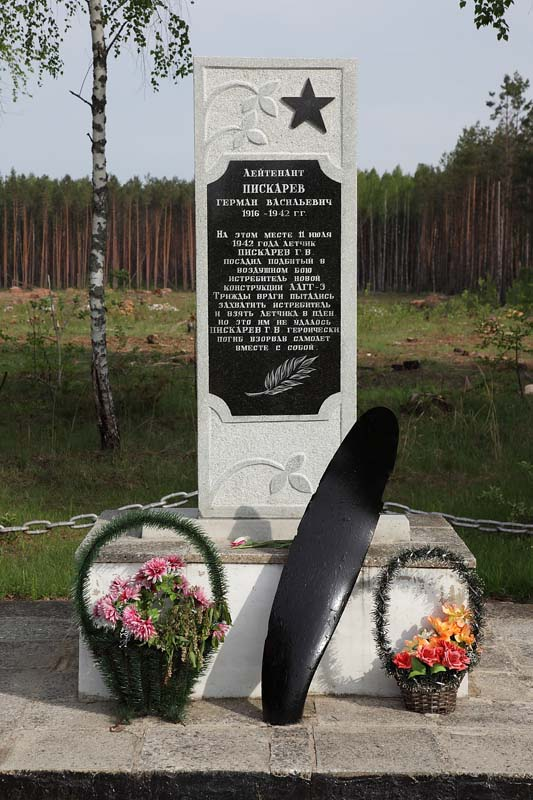 Лейтенант
ПИСКАРЕВ
ГЕРМАН ВАСИЛЬЕВИЧ
1916 - 1942 г.г.
На этом месте 11 июля
1942 года летчик
Пискарев Г. В.
посадил подбитый в
воздушном бою
истребитель новой
конструкции ЛАГГ-3
Трижды враги пытались
захватить истребитель
и взять летчика в плен
но это им не удалось
Пискарев Г. В. героически
погиб взорвав самолет
вместе с собой.